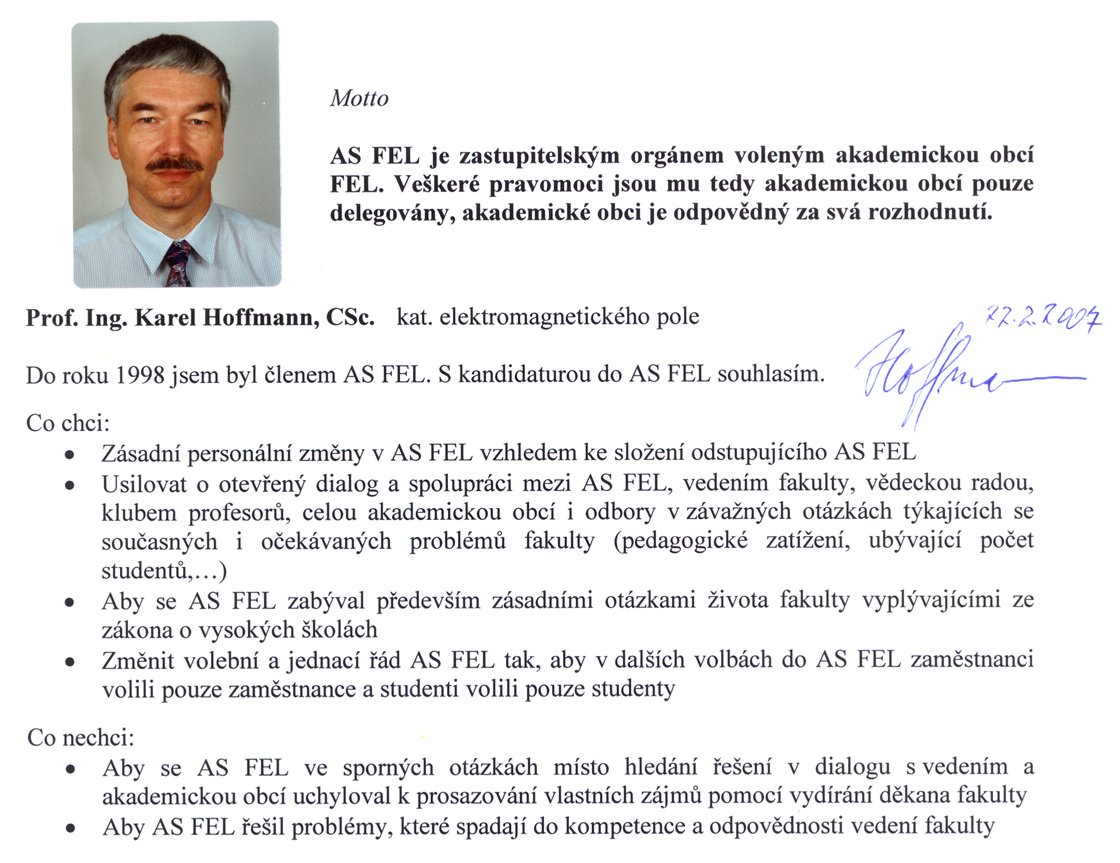 Motto
AS FEL je zastupitelským orgánem voleným akademickou obcí
FEL. Veškeré pravomoci jsou mu tedy akademickou obcí pouze
delegovány, akademické obci je odpovědný za svá rozhodnutí.
Prof. Ing. Karel Hoffmann, CSc. kat. elektromagnetického pole
22.2.2007
Do roku 1998 jsem byl členem AS FEL. S kandidaturou do AS FEL souhlasím.
Hoffmann
Co chci:
• Zásadní personální změny v AS FEL vzhledem ke složení odstupujícího AS FEL
• Usilovat o otevřený dialog a spolupráci mezi AS FEL, vedením fakulty, vědeckou radou,
klubem profesorů, celou akademickou obcí i odbory v závažných otázkách týkajících se
současných i očekávaných problémů fakulty (pedagogické zatížení, ubývající počet
studentů,…)
• Aby se AS FEL zabýval především zásadními otázkami života fakulty vyplývajícími ze
zákona o vysokých školách
• Změnit volební a jednací řád AS FEL tak, aby v dalších volbách do AS FEL zaměstnanci
volili pouze zaměstnance a studenti volili pouze studenty
Co nechci:
• Aby se AS FEL ve sporných otázkách místo hledání řešení v dialogu s vedením a
akademickou obcí uchyloval k prosazování vlastních zájmů pomocí vydírání děkana fakulty
• Aby AS FEL řešil problémy, které spadají do kompetence a odpovědnosti vedení fakulty